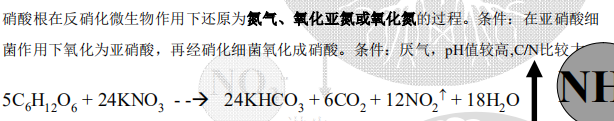 硝酸根在反硝化微生物作用下还原为氮气、氧化亚氮或氧化氮的过程。条件：在亚硝酸细
菌作用下氧化为亚硝酸，再经硝化细菌氧化成硝酸。条件：厌气，pH值较高,C/N比较大
5C₆H₁₂O₆ + 24KNO₃ - -→ 24KHCO₃ + 6CO₂ + 12NO₂↑ + 18H₂O
NO₃⁻
NH